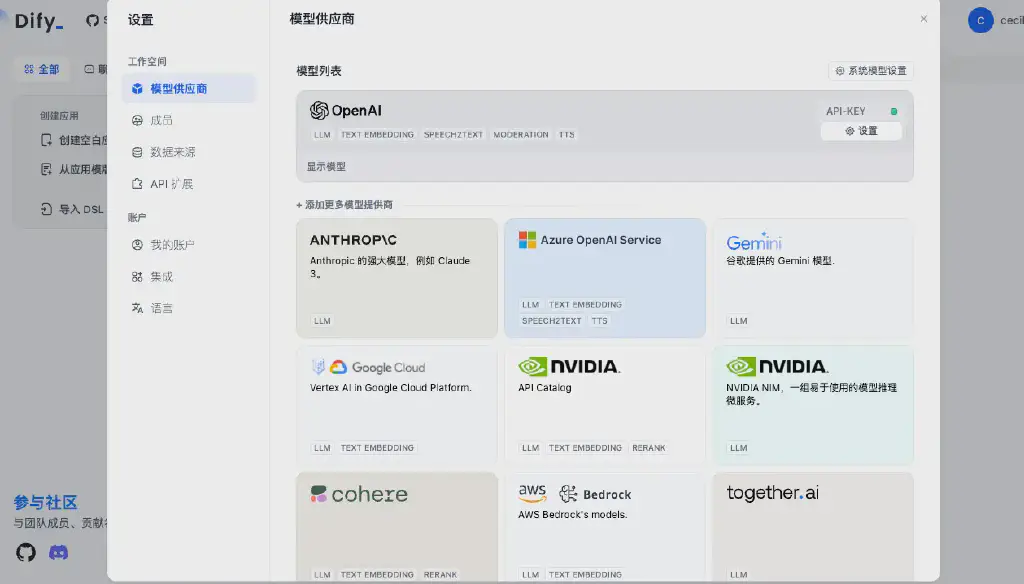 Dify_
全部
创建应用
创建空白应
从应用模版
导入 DSL
参与社区
与团队成员、贡献
设置
工作空间
模型供应商
成员
数据来源
API 扩展
账户
我的账户
集成
语言
模型供应商
×
模型列表
系统模型设置
OpenAI
API-KEY
设置
LLM TEXT EMBEDDING SPEECH2TEXT MODERATION TTS
显示模型
+ 添加更多模型提供商
ANTHROP\C
Anthropic 的强大模型，例如 Claude
3。
LLM
Azure OpenAI Service
LLM TEXT EMBEDDING
SPEECH2TEXT TTS
Gemini
谷歌提供的 Gemini 模型.
LLM
Google Cloud
Vertex AI in Google Cloud Platform.
LLM TEXT EMBEDDING
NVIDIA.
API Catalog
LLM TEXT EMBEDDING RERANK
NVIDIA.
NVIDIA NIM，一组易于使用的模型推理
微服务。
LLM
cohere
LLM TEXT EMBEDDING RERANK
aws Bedrock
AWS Bedrock's models.
LLM TEXT EMBEDDING
together.ai
LLM
C